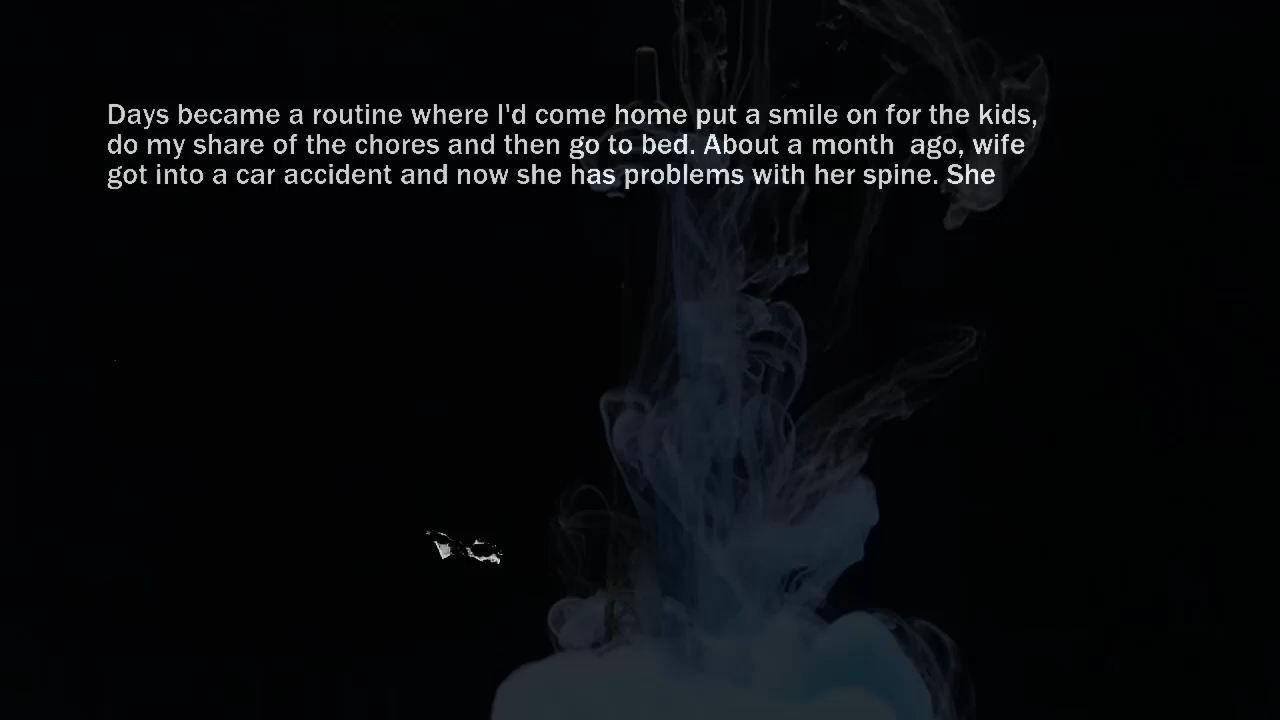 Days became a routine where I'd come home put a smile on for the kids,
do my share of the chores and then go to bed. About a month  ago, wife
got into a car accident and now she has problems with her spine. She